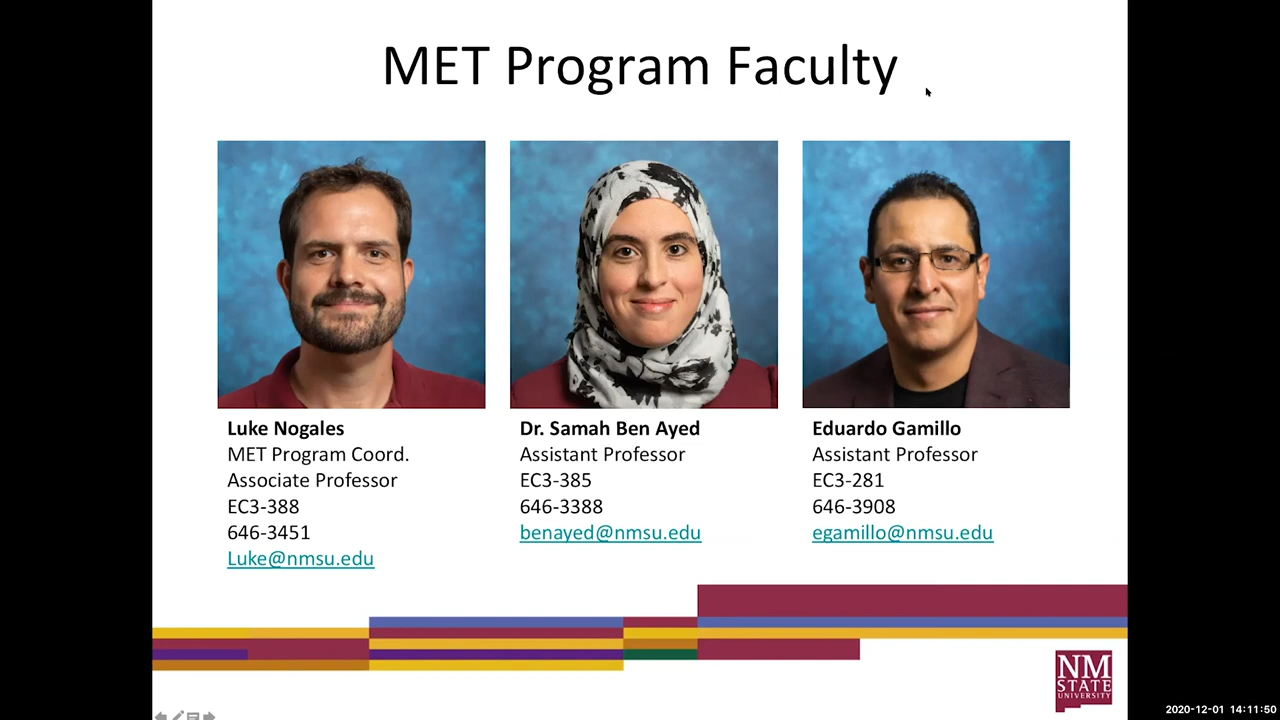 MET Program Faculty
Luke Nogales
MET Program Coord.
Associate Professor
EC3-388
646-3451
Luke@nmsu.edu
Dr. Samah Ben Ayed
Assistant Professor
EC3-385
646-3388
benayed@nmsu.edu
Eduardo Gamillo
Assistant Professor
EC3-281
646-3908
egamillo@nmsu.edu
NM
STATE
UNIVERSITY
2020-12-01 14:11:50